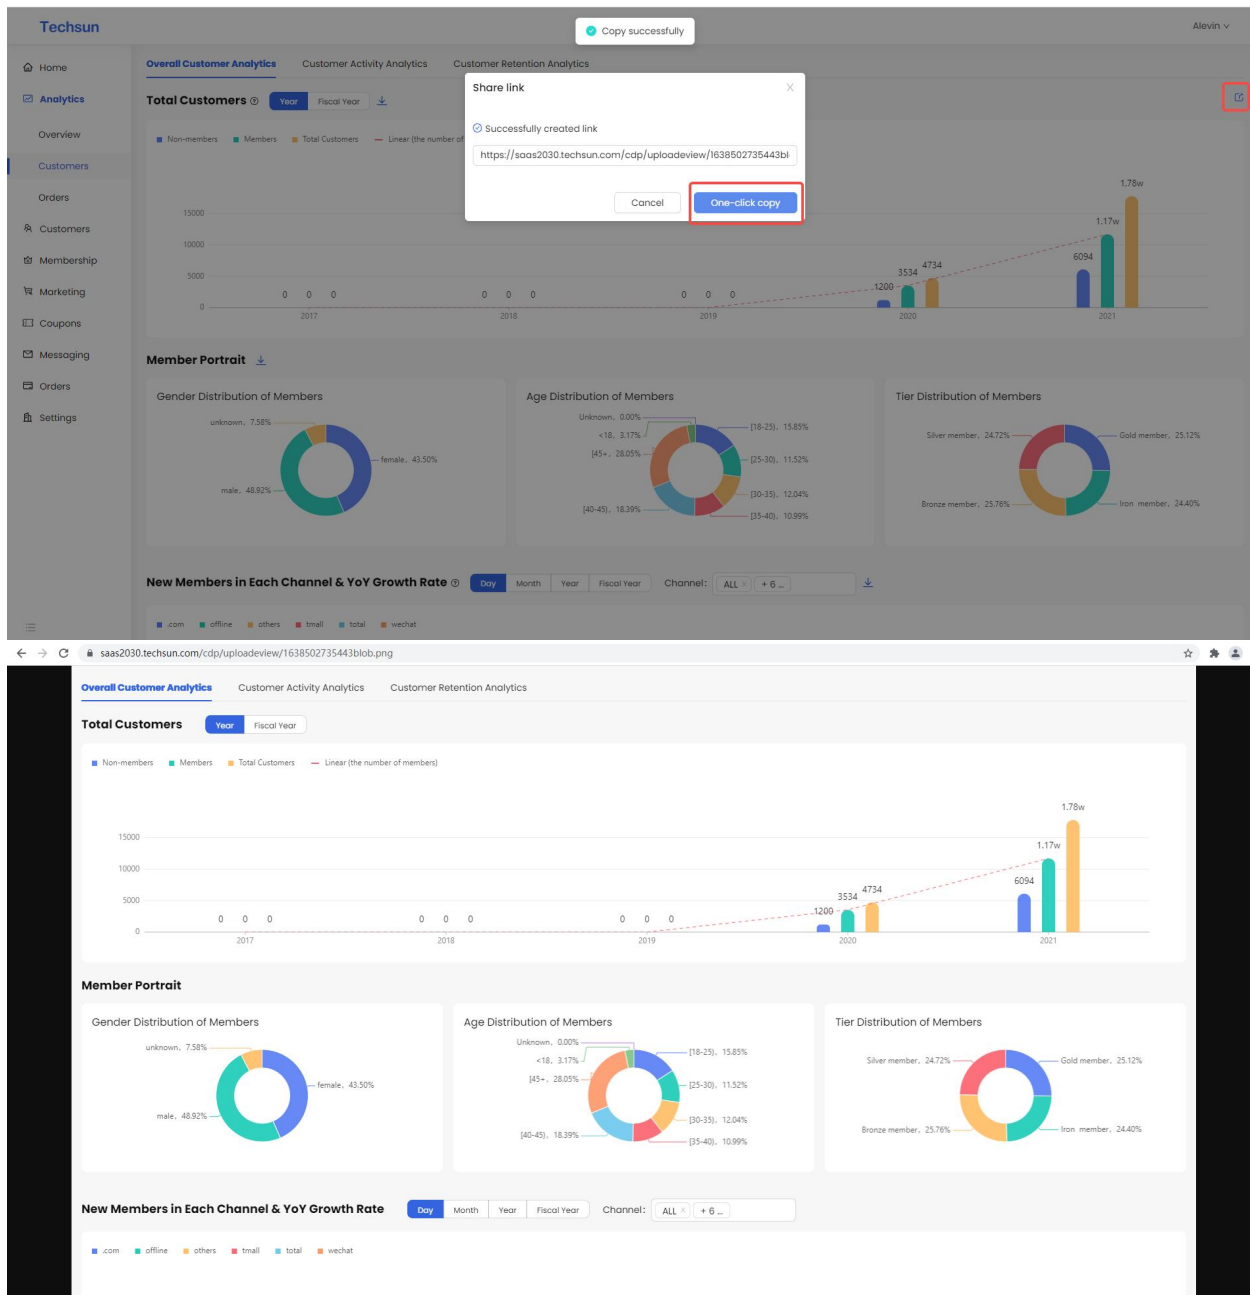 Techsun
Copy successfully
Alevin
Home
Analytics
Overview
Customers
Orders
Customers
Membership
Marketing
Coupons
Messaging
Orders
Settings
Overall Customer Analytics Customer Activity Analytics Customer Retention Analytics
Total Customers Year Fiscal Year
Share link
Successfully created link
https://saas2030.techsun.com/cdp/uploadeview/1638502735443bl
Cancel One-click copy
Non-members Members Total Customers Linear (the number of
1.78w
15000
1.17w
10000
6094
5000
4734
3534
1200
0 0 0 0 0 0 0 0 0
0
2017 2018 2019 2020 2021
Member Portrait
Gender Distribution of Members
unknown, 7.58%
female, 43.50%
male, 48.92%
Age Distribution of Members
Unknown, 0.00%
<18, 3.17%
[18-25), 15.85%
[45+, 28.05%
[25-30), 11.52%
[30-35), 12.04%
[40-45), 18.39%
[35-40), 10.99%
Tier Distribution of Members
Silver member, 24.72%
Gold member, 25.12%
Bronze member, 25.76%
Iron member, 24.40%
New Members in Each Channel & YoY Growth Rate Day Month Year Fiscal Year Channel: ALL × + 6 ...
.com offline others tmall total wechat
saas2030.techsun.com/cdp/uploadeview/1638502735443blob.png
Overall Customer Analytics Customer Activity Analytics Customer Retention Analytics
Total Customers Year Fiscal Year
Non-members Members Total Customers Linear (the number of members)
1.78w
15000
1.17w
10000
6094
5000
4734
3534
1200
0 0 0 0 0 0 0 0 0
0
2017 2018 2019 2020 2021
Member Portrait
Gender Distribution of Members
unknown, 7.58%
female, 43.50%
male, 48.92%
Age Distribution of Members
Unknown, 0.00%
<18, 3.17%
[18-25), 15.85%
[45+, 28.05%
[25-30), 11.52%
[30-35), 12.04%
[40-45), 18.39%
[35-40), 10.99%
Tier Distribution of Members
Silver member, 24.72%
Gold member, 25.12%
Bronze member, 25.76%
Iron member, 24.40%
New Members in Each Channel & YoY Growth Rate Day Month Year Fiscal Year Channel: ALL × + 6 ...
.com offline others tmall total wechat